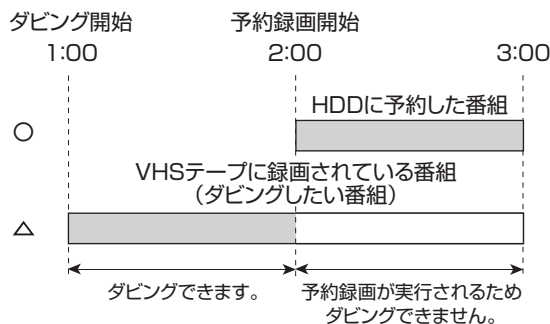 ダビング開始 予約録画開始
1:00 2:00 3:00
HDDに予約した番組
○
VHSテープに録画されている番組
(ダビングしたい番組)
△
ダビングできます。
予約録画が実行されるため
ダビングできません。